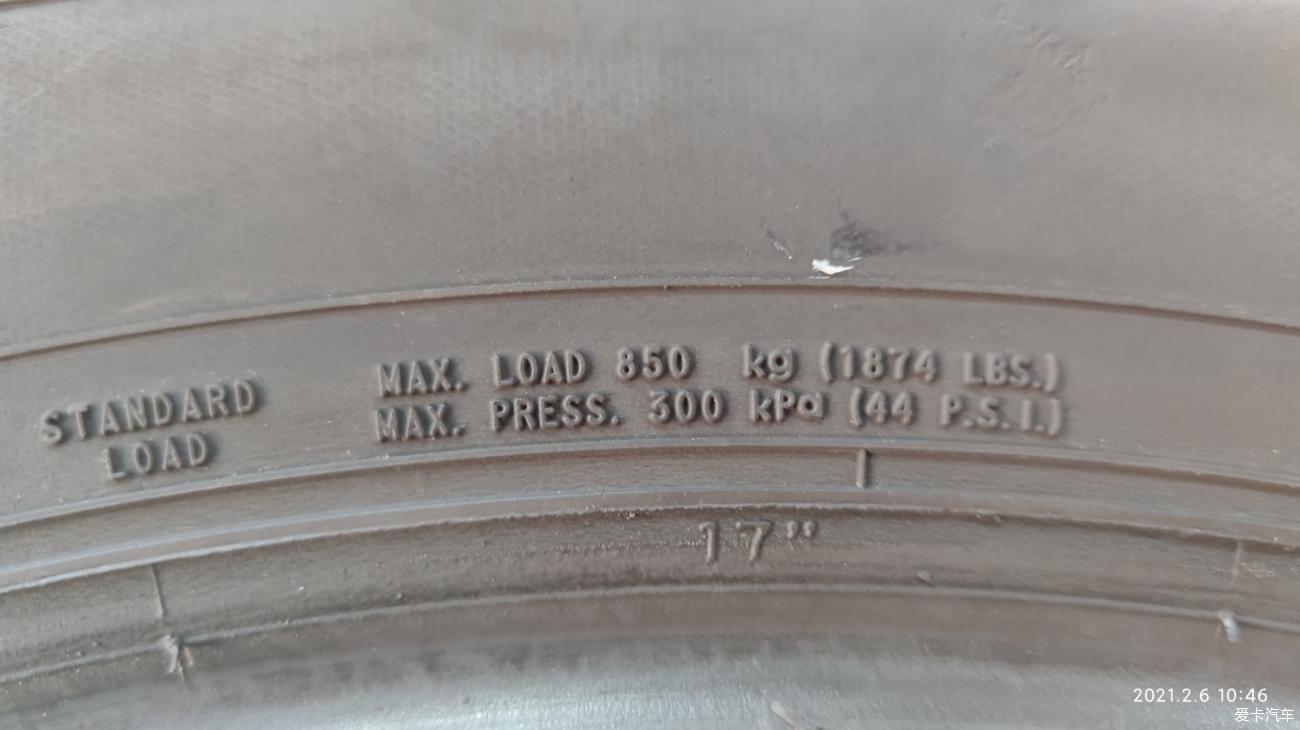 STANDARD
LOAD
MAX. LOAD 850 kg (1874 LBS.)
MAX. PRESS. 300 kPa (44 P.S.I.)
17”
2021.2.6 10:46
爱卡汽车